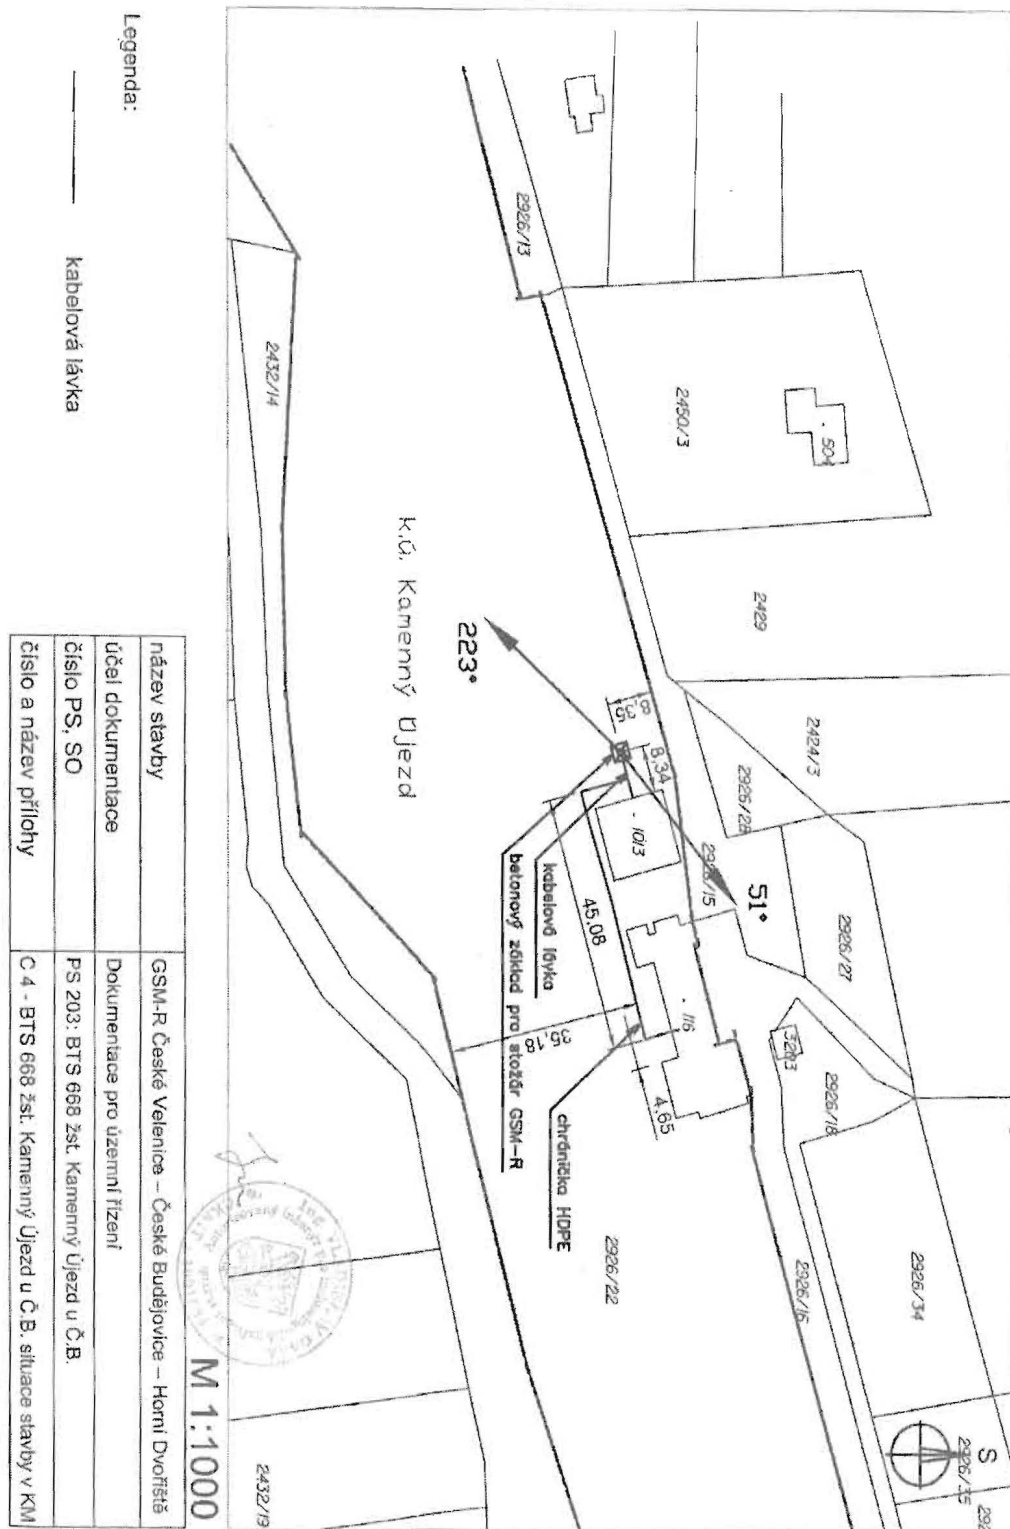 S
2926/35
292
2926/34
2424/3
2429
2450/3
504
2926/27
2926/28
2926/18
3203
2926/13
2926/15
2926/16
51°
223°
8,35
8,34
1013
116
45,08
35,18
4,65
kabelová lávka
betonový základ pro stožár GSM-R
chránička HDPE
k.ú. Kamenný Újezd
2926/22
2432/14
2432/19
M 1:1000
Legenda:
kabelová lávka
název stavby GSM-R České Velenice – České Budějovice – Horní Dvořiště
účel dokumentace Dokumentace pro územní řízení
číslo PS, SO PS 203: BTS 668 žst. Kamenný Újezd u Č.B.
číslo a název přílohy C 4 - BTS 668 žst. Kamenný Újezd u Č.B. situace stavby v KM